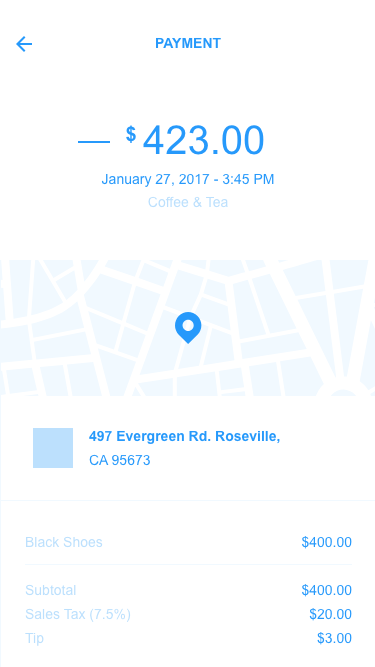 PAYMENT
— $ 423.00
January 27, 2017 - 3:45 PM
Coffee & Tea
497 Evergreen Rd. Roseville,
CA 95673
Black Shoes $400.00
Subtotal $400.00
Sales Tax (7.5%) $20.00
Tip $3.00